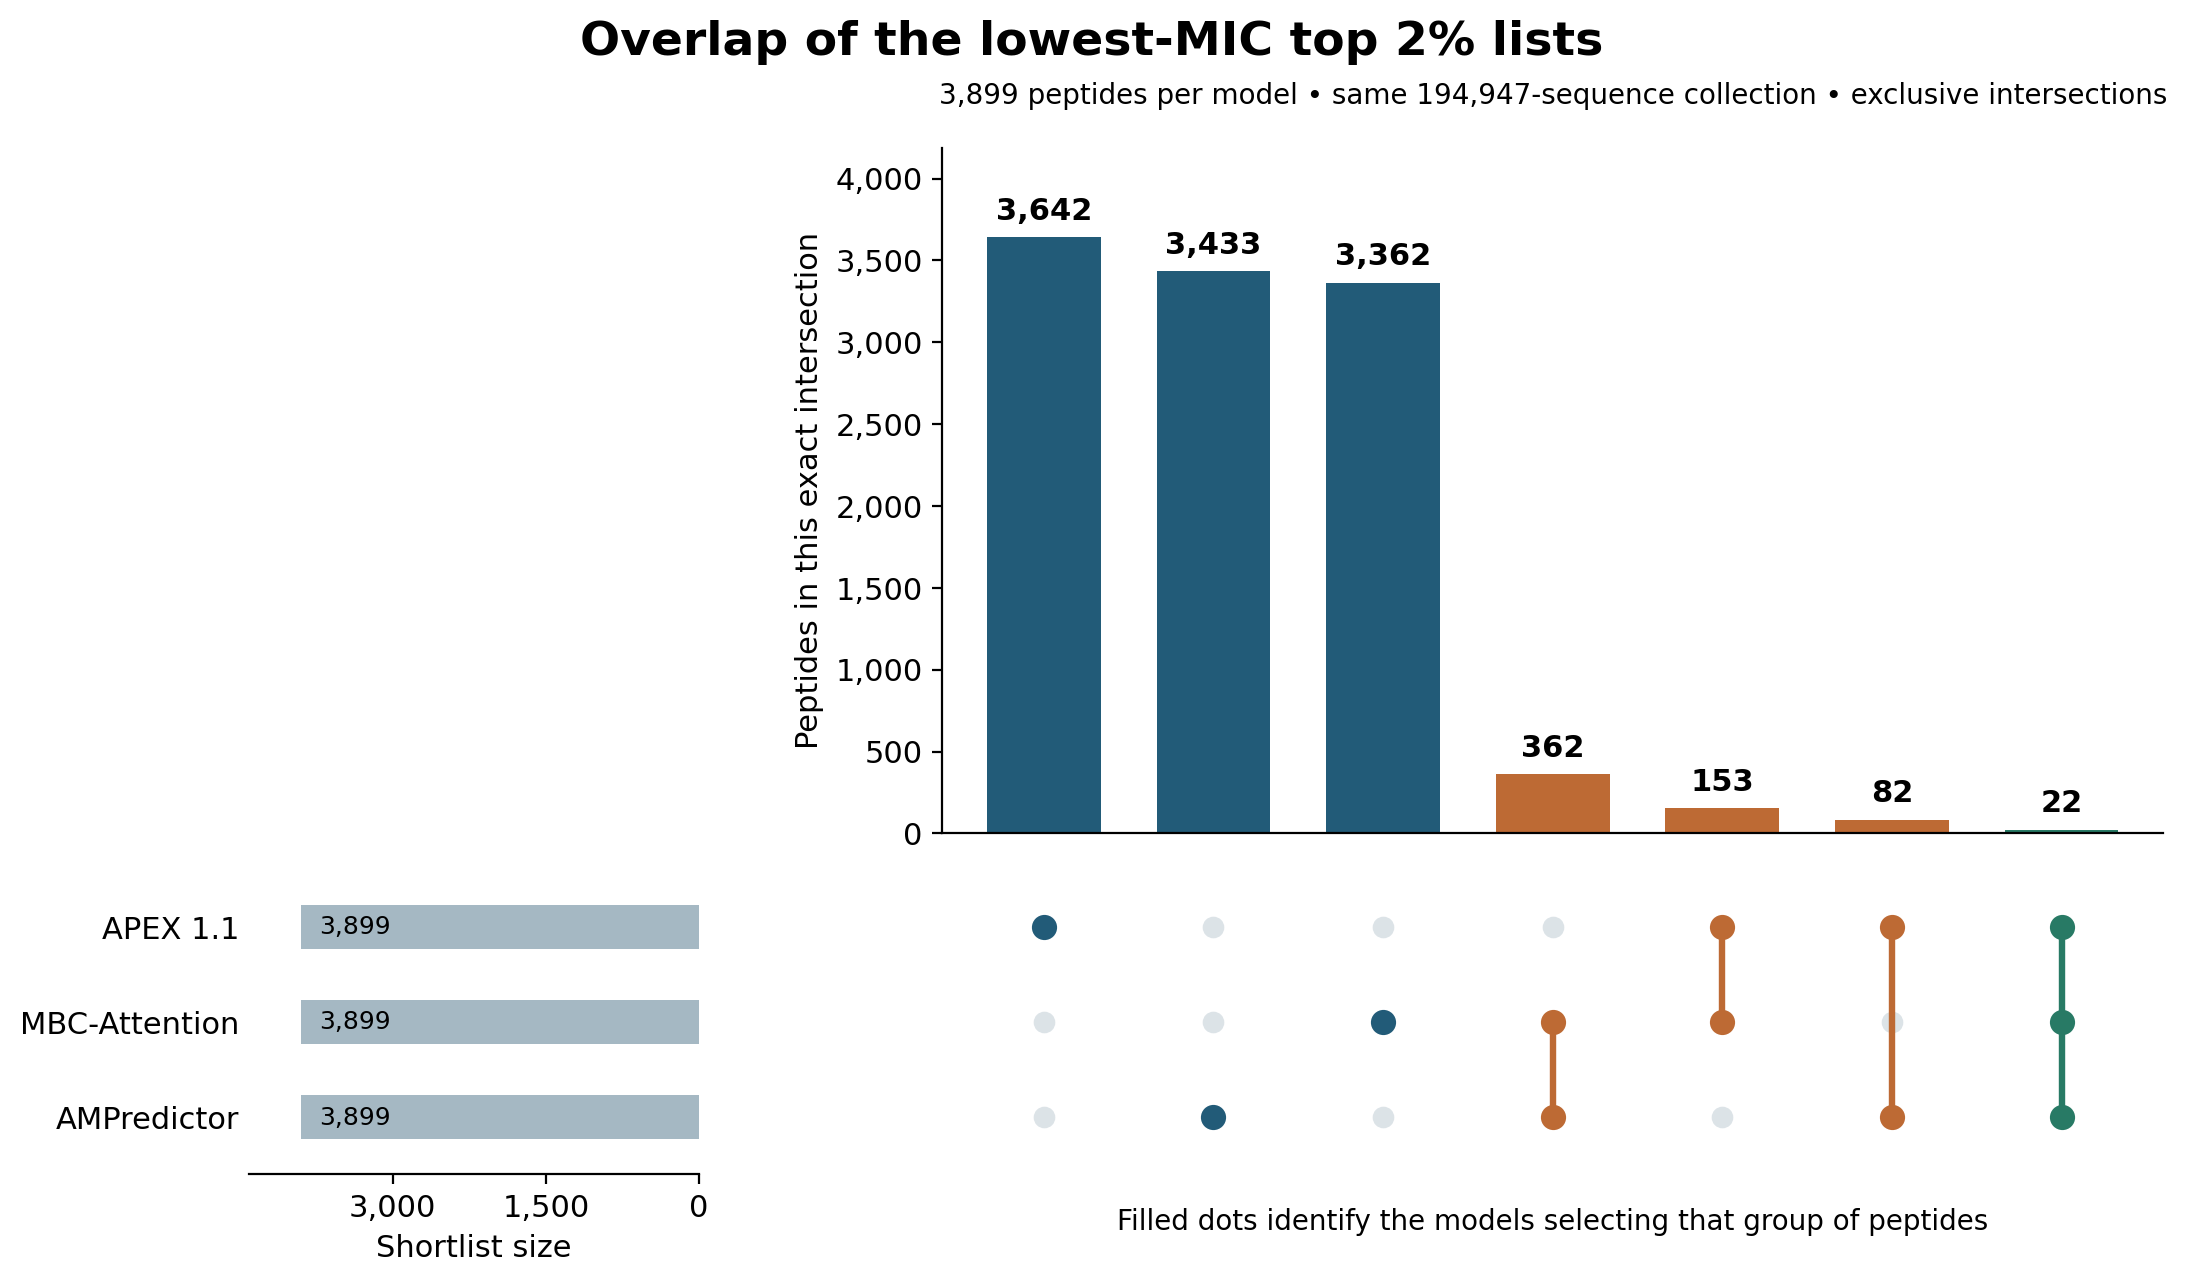 Overlap of the lowest-MIC top 2% lists
3,899 peptides per model • same 194,947-sequence collection • exclusive intersections
Peptides in this exact intersection
4,000
3,500
3,000
2,500
2,000
1,500
1,000
500
0
3,642
3,433
3,362
362
153
82
22
APEX 1.1
3,899
MBC-Attention
3,899
AMPredictor
3,899
3,000
1,500
0
Shortlist size
Filled dots identify the models selecting that group of peptides